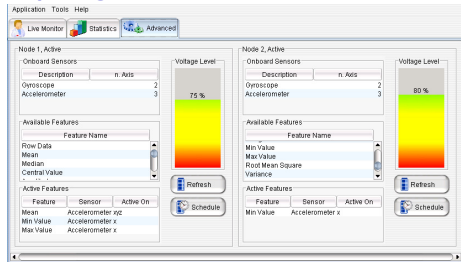 Application Tools Help
Live Monitor Statistics Advanced
Node 1, Active
Onboard Sensors
Description n. Axis
Gyroscope 2
Accelerometer 3
Available Features
Feature Name
Row Data
Mean
Median
Central Value
Active Features
Feature Sensor Active On
Mean Accelerometer xyz
Min Value Accelerometer x
Max Value Accelerometer x
Voltage Level
75 %
Refresh
Schedule
Node 2, Active
Onboard Sensors
Description n. Axis
Gyroscope 2
Accelerometer 3
Available Features
Feature Name
Min Value
Max Value
Root Mean Square
Variance
Active Features
Feature Sensor Active On
Min Value Accelerometer x
Voltage Level
80 %
Refresh
Schedule